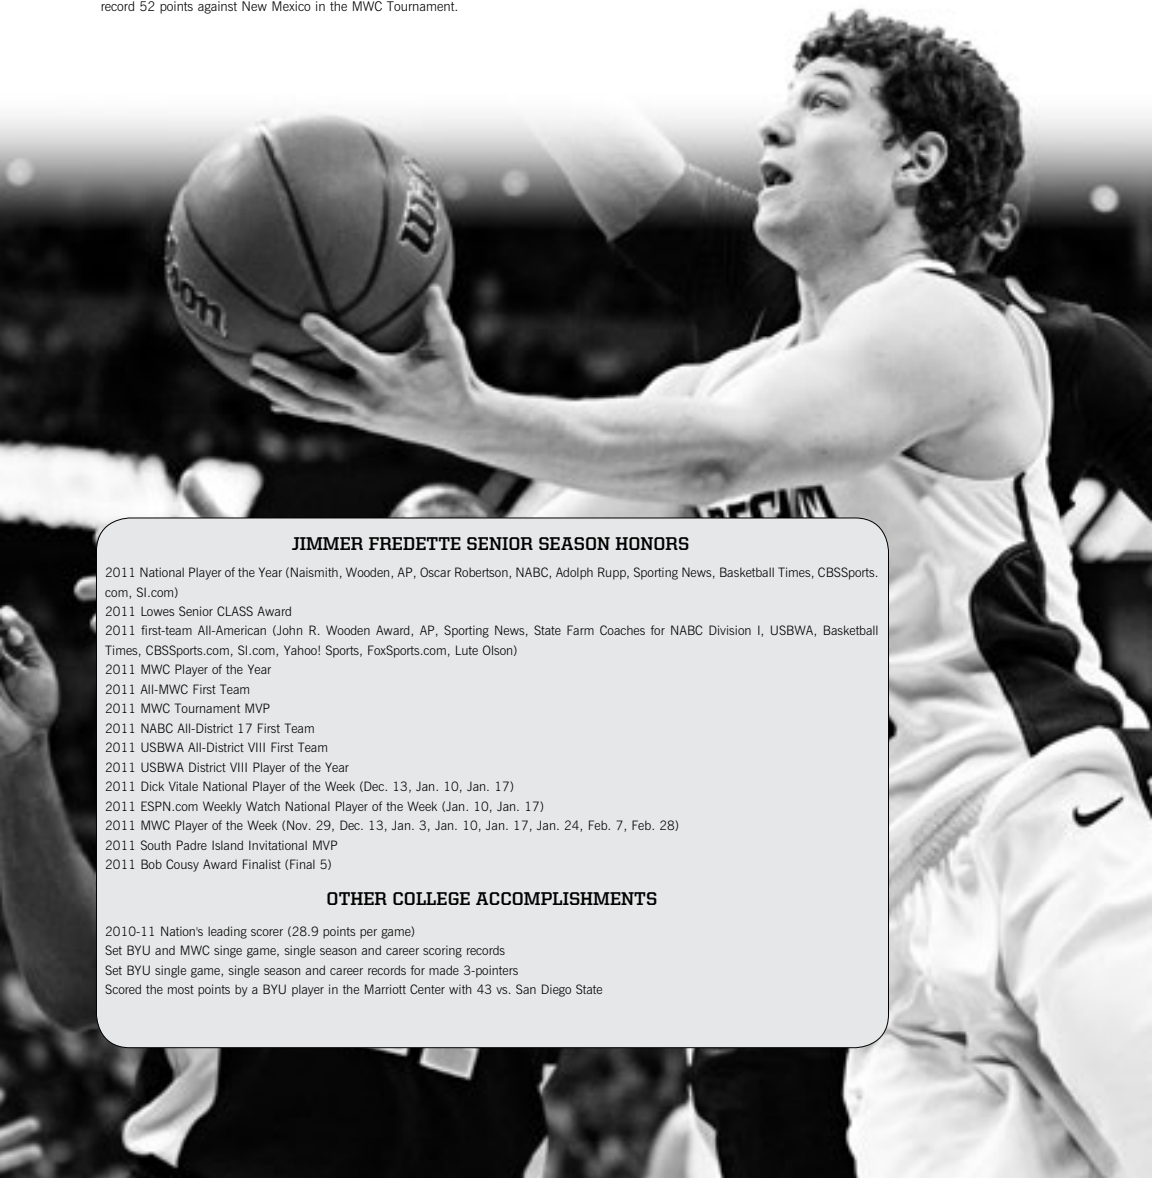 record 52 points against New Mexico in the MWC Tournament.
Wilson
JIMMER FREDETTE SENIOR SEASON HONORS
2011 National Player of the Year (Naismith, Wooden, AP, Oscar Robertson, NABC, Adolph Rupp, Sporting News, Basketball Times, CBSSports.
com, SI.com)
2011 Lowes Senior CLASS Award
2011 first-team All-American (John R. Wooden Award, AP, Sporting News, State Farm Coaches for NABC Division I, USBWA, Basketball
Times, CBSSports.com, SI.com, Yahoo! Sports, FoxSports.com, Lute Olson)
2011 MWC Player of the Year
2011 All-MWC First Team
2011 MWC Tournament MVP
2011 NABC All-District 17 First Team
2011 USBWA All-District VIII First Team
2011 USBWA District VIII Player of the Year
2011 Dick Vitale National Player of the Week (Dec. 13, Jan. 10, Jan. 17)
2011 ESPN.com Weekly Watch National Player of the Week (Jan. 10, Jan. 17)
2011 MWC Player of the Week (Nov. 29, Dec. 13, Jan. 3, Jan. 10, Jan. 17, Jan. 24, Feb. 7, Feb. 28)
2011 South Padre Island Invitational MVP
2011 Bob Cousy Award Finalist (Final 5)
OTHER COLLEGE ACCOMPLISHMENTS
2010-11 Nation's leading scorer (28.9 points per game)
Set BYU and MWC singe game, single season and career scoring records
Set BYU single game, single season and career records for made 3-pointers
Scored the most points by a BYU player in the Marriott Center with 43 vs. San Diego State